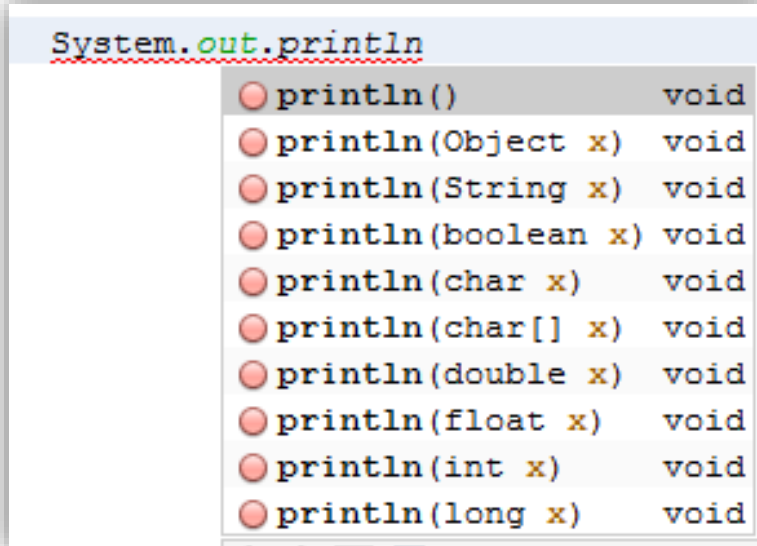 System.out.println
println() void
println(Object x) void
println(String x) void
println(boolean x) void
println(char x) void
println(char[] x) void
println(double x) void
println(float x) void
println(int x) void
println(long x) void